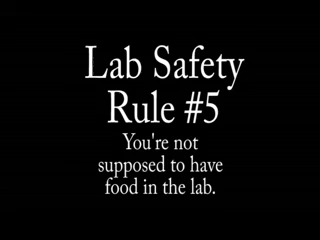 Lab Safety
Rule #5
You're not
supposed to have
food in the lab.